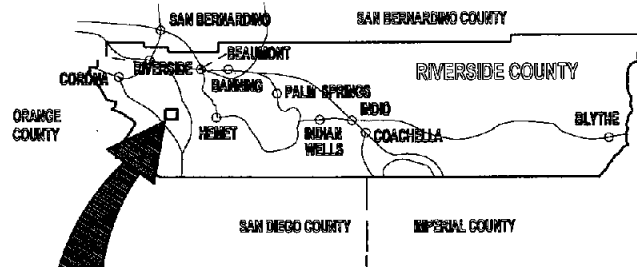 SAN BERNARDINO
SAN BERNARDINO COUNTY
BEAUMONT
RIVERSIDE
CORONA
BANNING
RIVERSIDE COUNTY
PALM SPRINGS
ORANGE
COUNTY
HEMET
INDIO
INDIAN
WELLS
COACHELLA
BLYTHE
SAN DIEGO COUNTY
IMPERIAL COUNTY